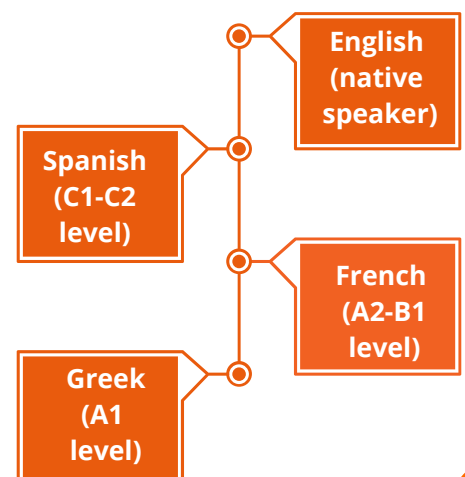 English
(native
speaker)
Spanish
(C1-C2
level)
French
(A2-B1
level)
Greek
(A1
level)